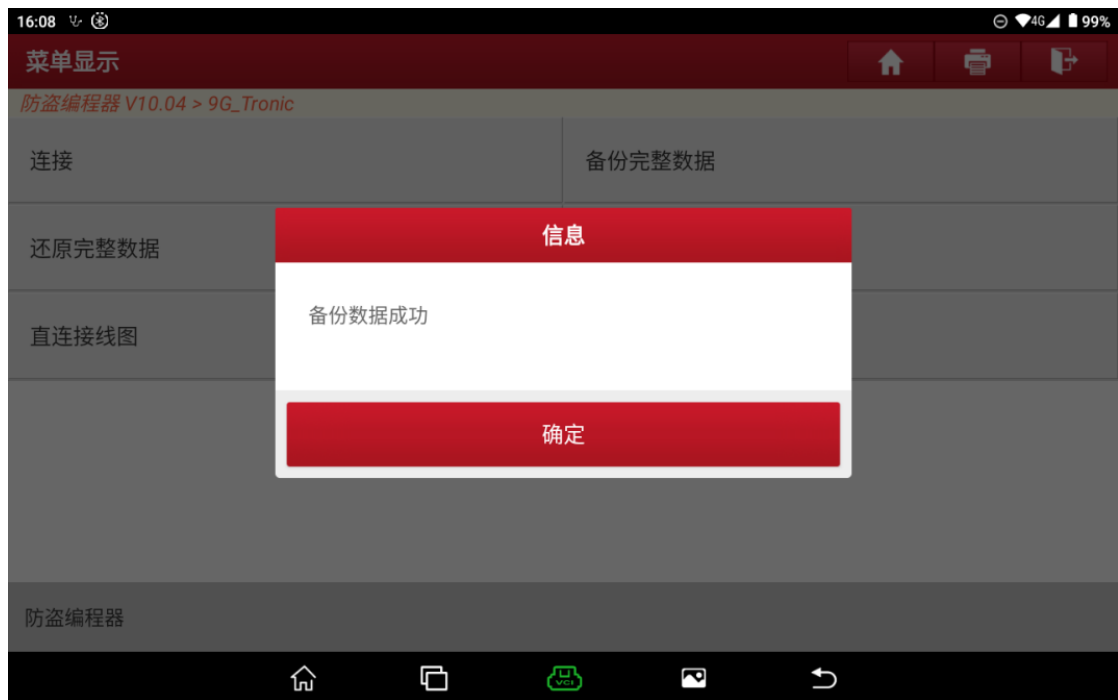 16:08
4G 99%
菜单显示
防盗编程器 V10.04 > 9G_Tronic
连接
备份完整数据
还原完整数据
直连接线图
信息
备份数据成功
确定
防盗编程器
VCI